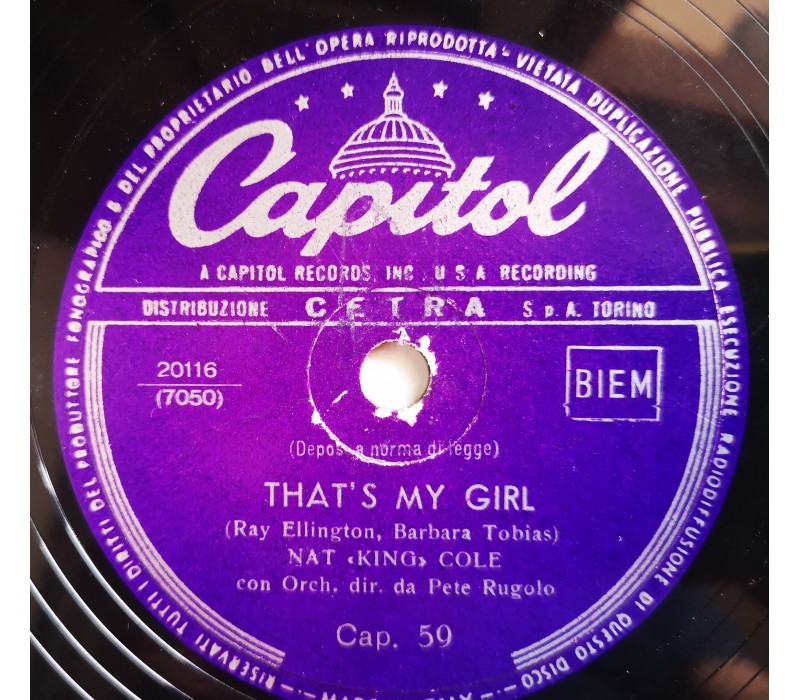 RISERVATI TUTTI I DIRITTI DEL PRODUTTORE FONOGRAFICO E DEL PROPRIETARIO DELL'OPERA RIPRODOTTA - VIETATA DUPLICAZIONE PUBBLICA ESECUZIONE RADIODIFFUSIONE DI QUESTO DISCO
Capitol
A CAPITOL RECORDS, INC. U S A RECORDING
DISTRIBUZIONE CETRA S. p. A. TORINO
20116
(7050)
BIEM
(Depos. a norma di legge)
THAT'S MY GIRL
(Ray Ellington, Barbara Tobias)
NAT «KING» COLE
con Orch. dir. da Pete Rugolo
Cap. 59